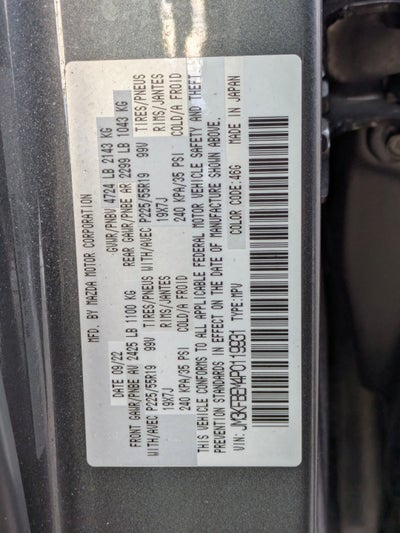 MFD. BY MAZDA MOTOR CORPORATION
DATE 09/22 GVWR/PNBV 4724 LB 2143 KG
FRONT GAWR/PNBE AV 2425 LB 1100 KG REAR GAWR/PNBE AR 2299 LB 1043 KG
WITH/AVEC P225/55R19 99V TIRES/PNEUS WITH/AVEC P225/55R19 99V TIRES/PNEUS
19X7J RIMS/JANTES 19X7J RIMS/JANTES
240 KPA/35 PSI COLD/A FROID 240 KPA/35 PSI COLD/A FROID
THIS VEHICLE CONFORMS TO ALL APPLICABLE FEDERAL MOTOR VEHICLE SAFETY AND THEFT
PREVENTION STANDARDS IN EFFECT ON THE DATE OF MANUFACTURE SHOWN ABOVE.
VIN: JM3KFBEM4P0119931 TYPE: MPV COLOR CODE: 46G MADE IN JAPAN